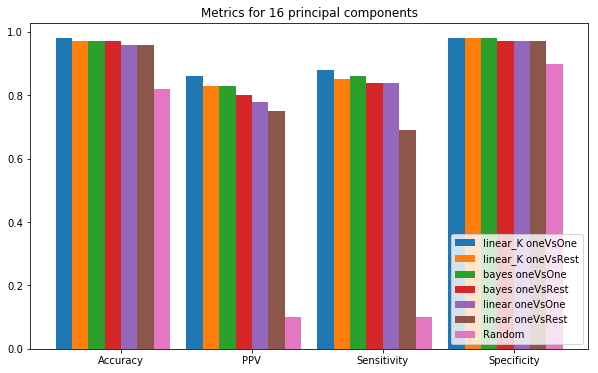 Metrics for 16 principal components
1.0
0.8
0.6
0.4
0.2
0.0
Accuracy
PPV
Sensitivity
Specificity
linear_K oneVsOne
linear_K oneVsRest
bayes oneVsOne
bayes oneVsRest
linear oneVsOne
linear oneVsRest
Random